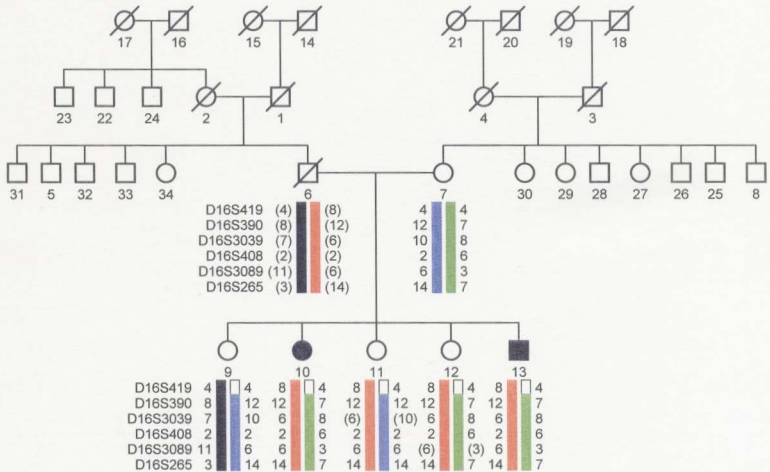 17 16 15 14 21 20 19 18
23 22 24 2 1 4 3
31 5 32 33 34 6 7 30 29 28 27 26 25 8
D16S419 (4) (8) 4 4
D16S390 (8) (12) 12 7
D16S3039 (7) (6) 10 8
D16S408 (2) (2) 2 6
D16S3089 (11) (6) 6 3
D16S265 (3) (14) 14 7
9 10 11 12 13
D16S419 4 4 8 4 8 4 8 4 8 4
D16S390 8 12 12 7 12 12 12 7 12 7
D16S3039 7 10 6 8 (6) (10) 6 8 6 8
D16S408 2 2 2 6 2 2 2 6 2 6
D16S3089 11 6 6 3 6 6 (6) (3) 6 3
D16S265 3 14 14 7 14 14 14 7 14 7